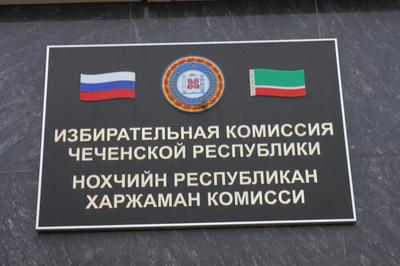 ИЗБИРАТЕЛЬНАЯ КОМИССИЯ
ЧЕЧЕНСКОЙ РЕСПУБЛИКИ
НОХЧИЙН РЕСПУБЛИКАН
ХАРЖАМАН КОМИССИ